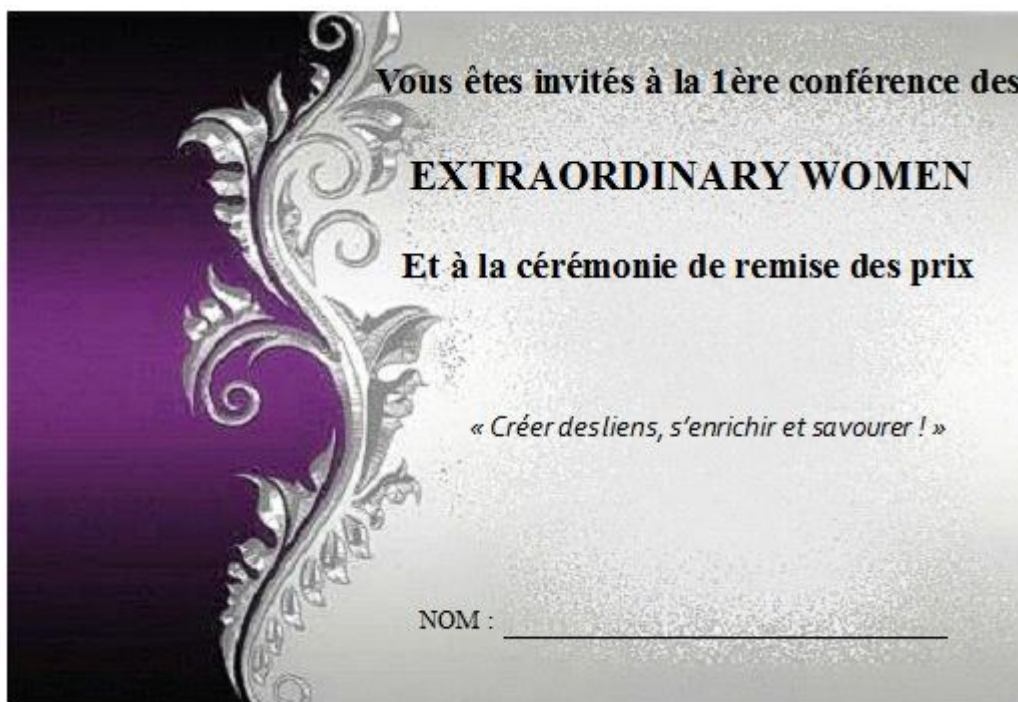 Vous êtes invités à la 1ère conférence des
EXTRAORDINARY WOMEN
Et à la cérémonie de remise des prix
« Créer des liens, s’enrichir et savourer ! »
NOM : ____________________